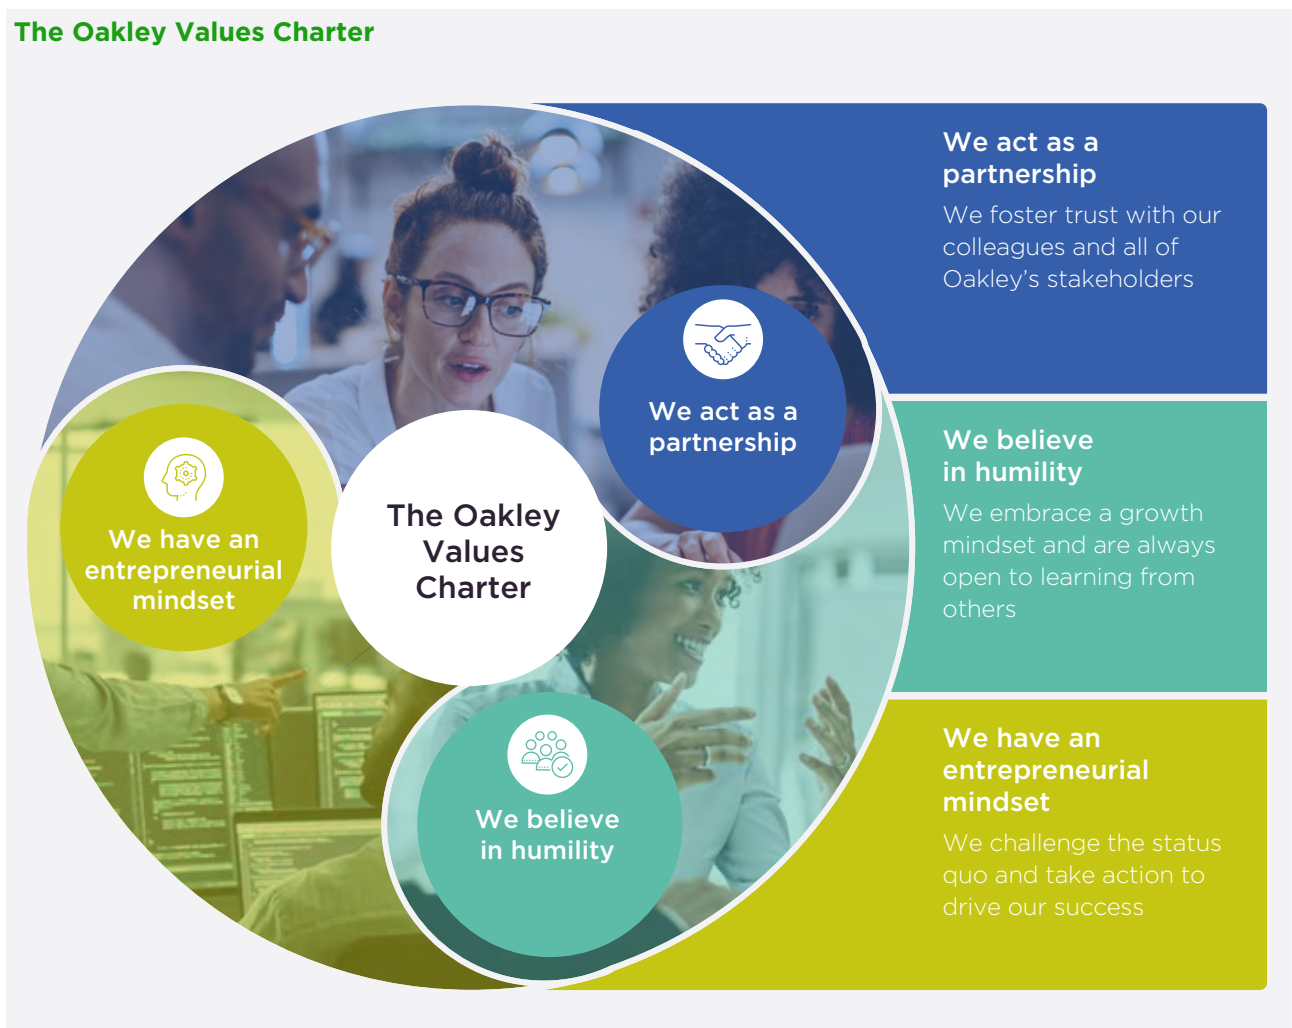 The Oakley Values Charter
We act as a
partnership
We foster trust with our
colleagues and all of
Oakley’s stakeholders
We act as a
partnership
We believe
in humility
We embrace a growth
mindset and are always
open to learning from
others
The Oakley
Values
Charter
We have an
entrepreneurial
mindset
We have an
entrepreneurial
mindset
We challenge the status
quo and take action to
drive our success
We believe
in humility